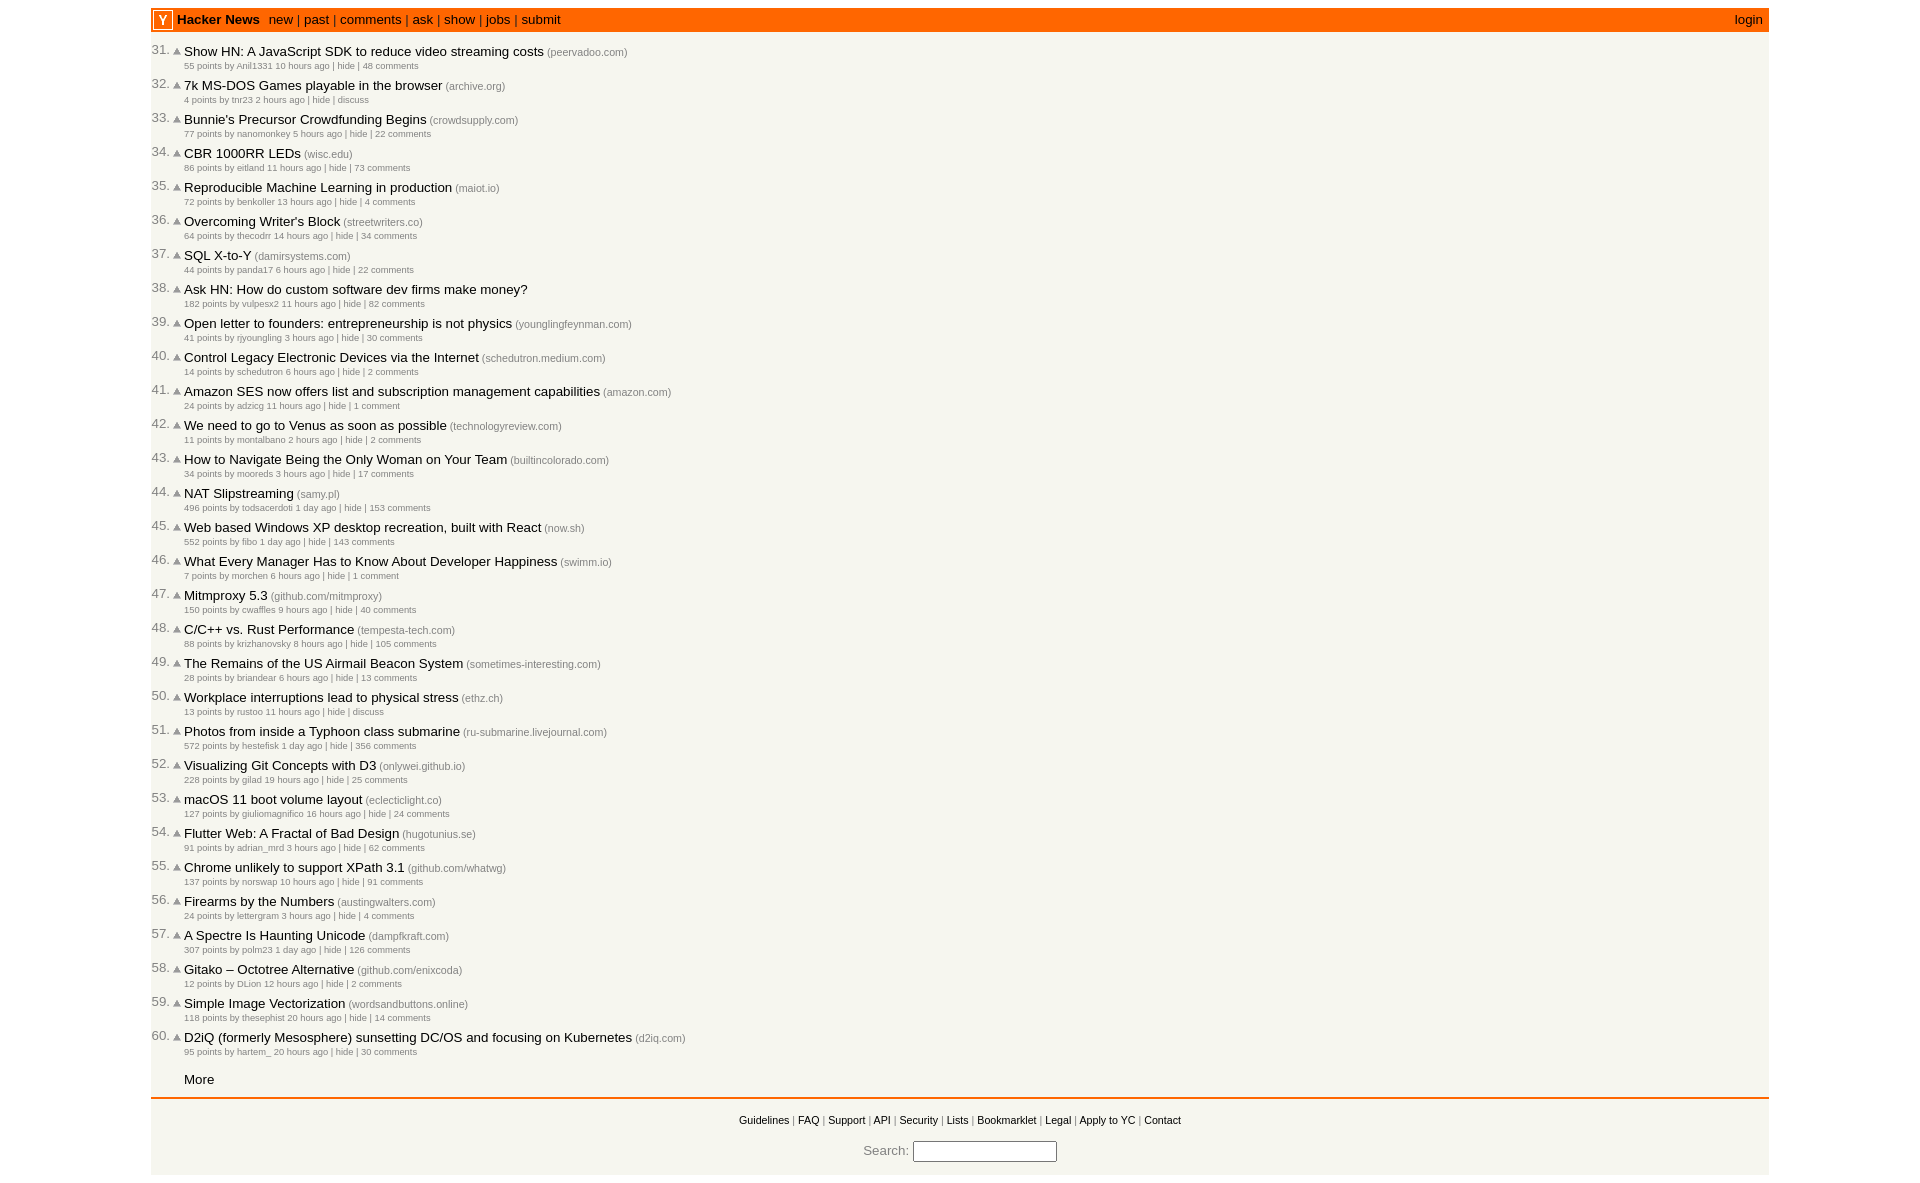 Y Hacker News new | past | comments | ask | show | jobs | submit login
31. Show HN: A JavaScript SDK to reduce video streaming costs (peervadoo.com)
55 points by Anil1331 10 hours ago | hide | 48 comments
32. 7k MS-DOS Games playable in the browser (archive.org)
4 points by tnr23 2 hours ago | hide | discuss
33. Bunnie's Precursor Crowdfunding Begins (crowdsupply.com)
77 points by nanomonkey 5 hours ago | hide | 22 comments
34. CBR 1000RR LEDs (wisc.edu)
86 points by eitland 11 hours ago | hide | 73 comments
35. Reproducible Machine Learning in production (maiot.io)
72 points by benkoller 13 hours ago | hide | 4 comments
36. Overcoming Writer's Block (streetwriters.co)
64 points by thecodrr 14 hours ago | hide | 34 comments
37. SQL X-to-Y (damirsystems.com)
44 points by panda17 6 hours ago | hide | 22 comments
38. Ask HN: How do custom software dev firms make money?
182 points by vulpesx2 11 hours ago | hide | 82 comments
39. Open letter to founders: entrepreneurship is not physics (younglingfeynman.com)
41 points by rjyoungling 3 hours ago | hide | 30 comments
40. Control Legacy Electronic Devices via the Internet (schedutron.medium.com)
14 points by schedutron 6 hours ago | hide | 2 comments
41. Amazon SES now offers list and subscription management capabilities (amazon.com)
24 points by adzicg 11 hours ago | hide | 1 comment
42. We need to go to Venus as soon as possible (technologyreview.com)
11 points by montalbano 2 hours ago | hide | 2 comments
43. How to Navigate Being the Only Woman on Your Team (builtincolorado.com)
34 points by mooreds 3 hours ago | hide | 17 comments
44. NAT Slipstreaming (samy.pl)
496 points by todsacerdoti 1 day ago | hide | 153 comments
45. Web based Windows XP desktop recreation, built with React (now.sh)
552 points by fibo 1 day ago | hide | 143 comments
46. What Every Manager Has to Know About Developer Happiness (swimm.io)
7 points by morchen 6 hours ago | hide | 1 comment
47. Mitmproxy 5.3 (github.com/mitmproxy)
150 points by cwaffles 9 hours ago | hide | 40 comments
48. C/C++ vs. Rust Performance (tempesta-tech.com)
88 points by krizhanovsky 8 hours ago | hide | 105 comments
49. The Remains of the US Airmail Beacon System (sometimes-interesting.com)
28 points by briandear 6 hours ago | hide | 13 comments
50. Workplace interruptions lead to physical stress (ethz.ch)
13 points by rustoo 11 hours ago | hide | discuss
51. Photos from inside a Typhoon class submarine (ru-submarine.livejournal.com)
572 points by hestefisk 1 day ago | hide | 356 comments
52. Visualizing Git Concepts with D3 (onlywei.github.io)
228 points by gilad 19 hours ago | hide | 25 comments
53. macOS 11 boot volume layout (eclecticlight.co)
127 points by giuliomagnifico 16 hours ago | hide | 24 comments
54. Flutter Web: A Fractal of Bad Design (hugotunius.se)
91 points by adrian_mrd 3 hours ago | hide | 62 comments
55. Chrome unlikely to support XPath 3.1 (github.com/whatwg)
137 points by norswap 10 hours ago | hide | 91 comments
56. Firearms by the Numbers (austingwalters.com)
24 points by lettergram 3 hours ago | hide | 4 comments
57. A Spectre Is Haunting Unicode (dampfkraft.com)
307 points by polm23 1 day ago | hide | 126 comments
58. Gitako – Octotree Alternative (github.com/enixcoda)
12 points by DLion 12 hours ago | hide | 2 comments
59. Simple Image Vectorization (wordsandbuttons.online)
118 points by thesephist 20 hours ago | hide | 14 comments
60. D2iQ (formerly Mesosphere) sunsetting DC/OS and focusing on Kubernetes (d2iq.com)
95 points by hartem_ 20 hours ago | hide | 30 comments
More
Guidelines | FAQ | Support | API | Security | Lists | Bookmarklet | Legal | Apply to YC | Contact
Search: